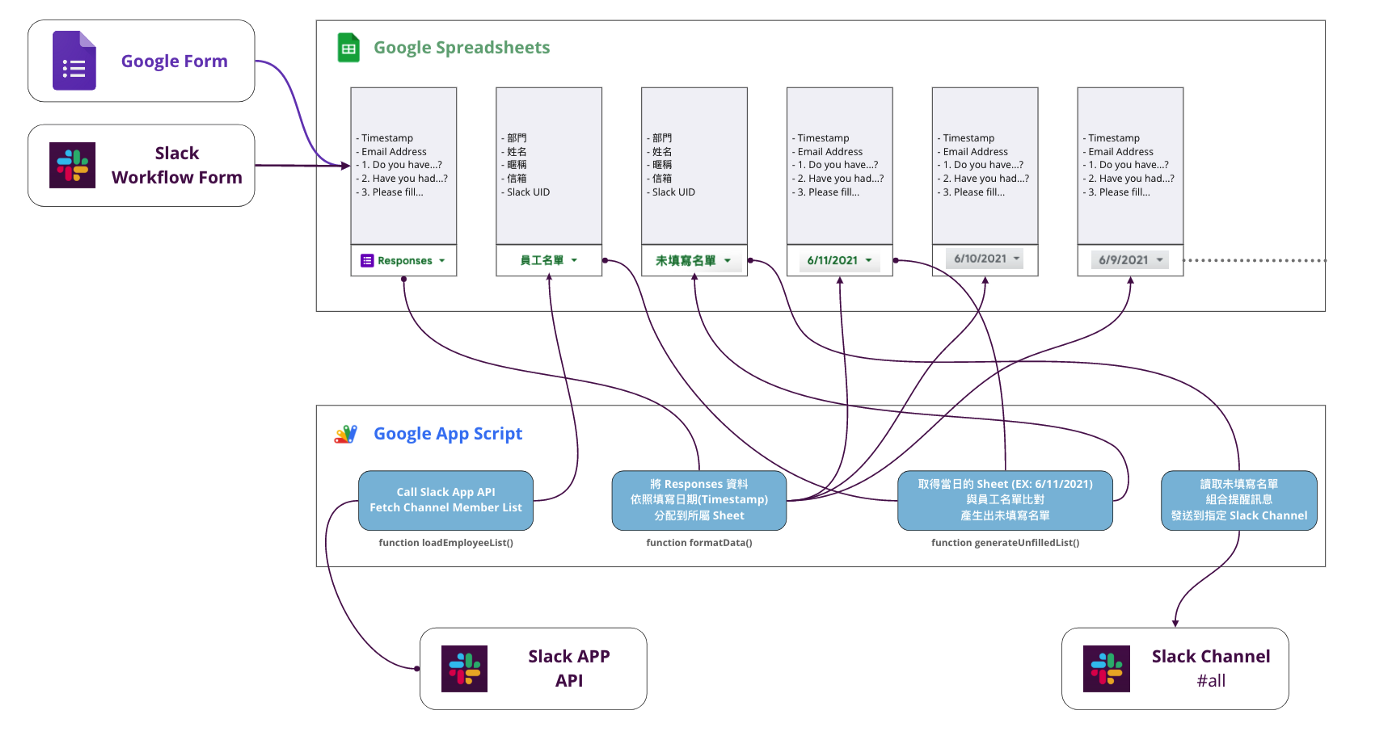 Google Form
Slack
Workflow Form
Google Spreadsheets
- Timestamp
- Email Address
- 1. Do you have...?
- 2. Have you had...?
- 3. Please fill...
Responses
- 部門
- 姓名
- 暱稱
- 信箱
- Slack UID
員工名單
- 部門
- 姓名
- 暱稱
- 信箱
- Slack UID
未填寫名單
- Timestamp
- Email Address
- 1. Do you have...?
- 2. Have you had...?
- 3. Please fill...
6/11/2021
- Timestamp
- Email Address
- 1. Do you have...?
- 2. Have you had...?
- 3. Please fill...
6/10/2021
- Timestamp
- Email Address
- 1. Do you have...?
- 2. Have you had...?
- 3. Please fill...
6/9/2021
Google App Script
Call Slack App API
Fetch Channel Member List
function loadEmployeeList()
將 Responses 資料
依照填寫日期(Timestamp)
分配到所屬 Sheet
function formatData()
取得當日的 Sheet (EX: 6/11/2021)
與員工名單比對
產生出未填寫名單
function generateUnfilledList()
讀取未填寫名單
組合提醒訊息
發送到指定 Slack Channel
Slack APP
API
Slack Channel
#all